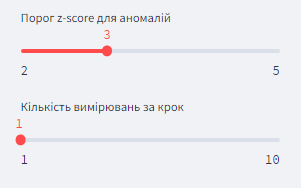 Поріг z-score для аномалій
3
2 5
Кількість вимірювань за крок
1
1 10